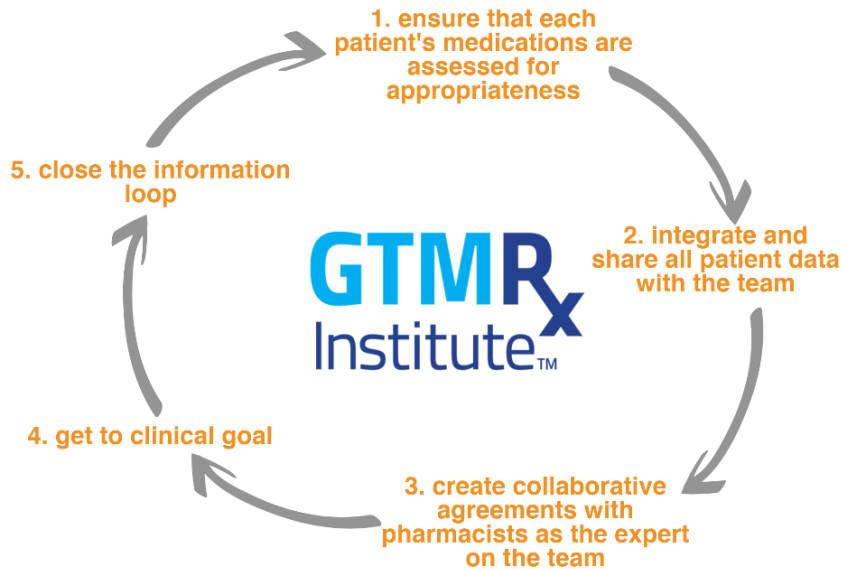 1. ensure that each
patient's medications are
assessed for
appropriateness
2. integrate and
share all patient data
with the team
3. create collaborative
agreements with
pharmacists as the expert
on the team
4. get to clinical goal
5. close the information
loop
GTMRx
Institute™